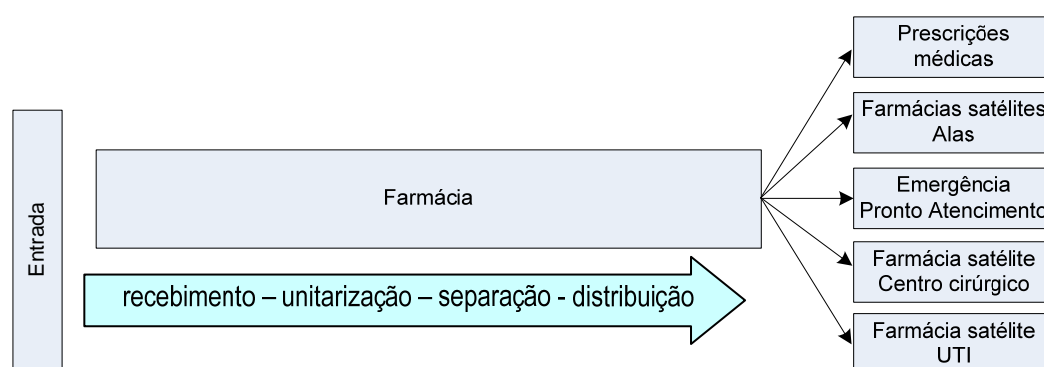 Entrada
Farmácia
recebimento – unitarização – separação - distribuição
Prescrições
médicas
Farmácias satélites
Alas
Emergência
Pronto Atencimento
Farmácia satélite
Centro cirúrgico
Farmácia satélite
UTI